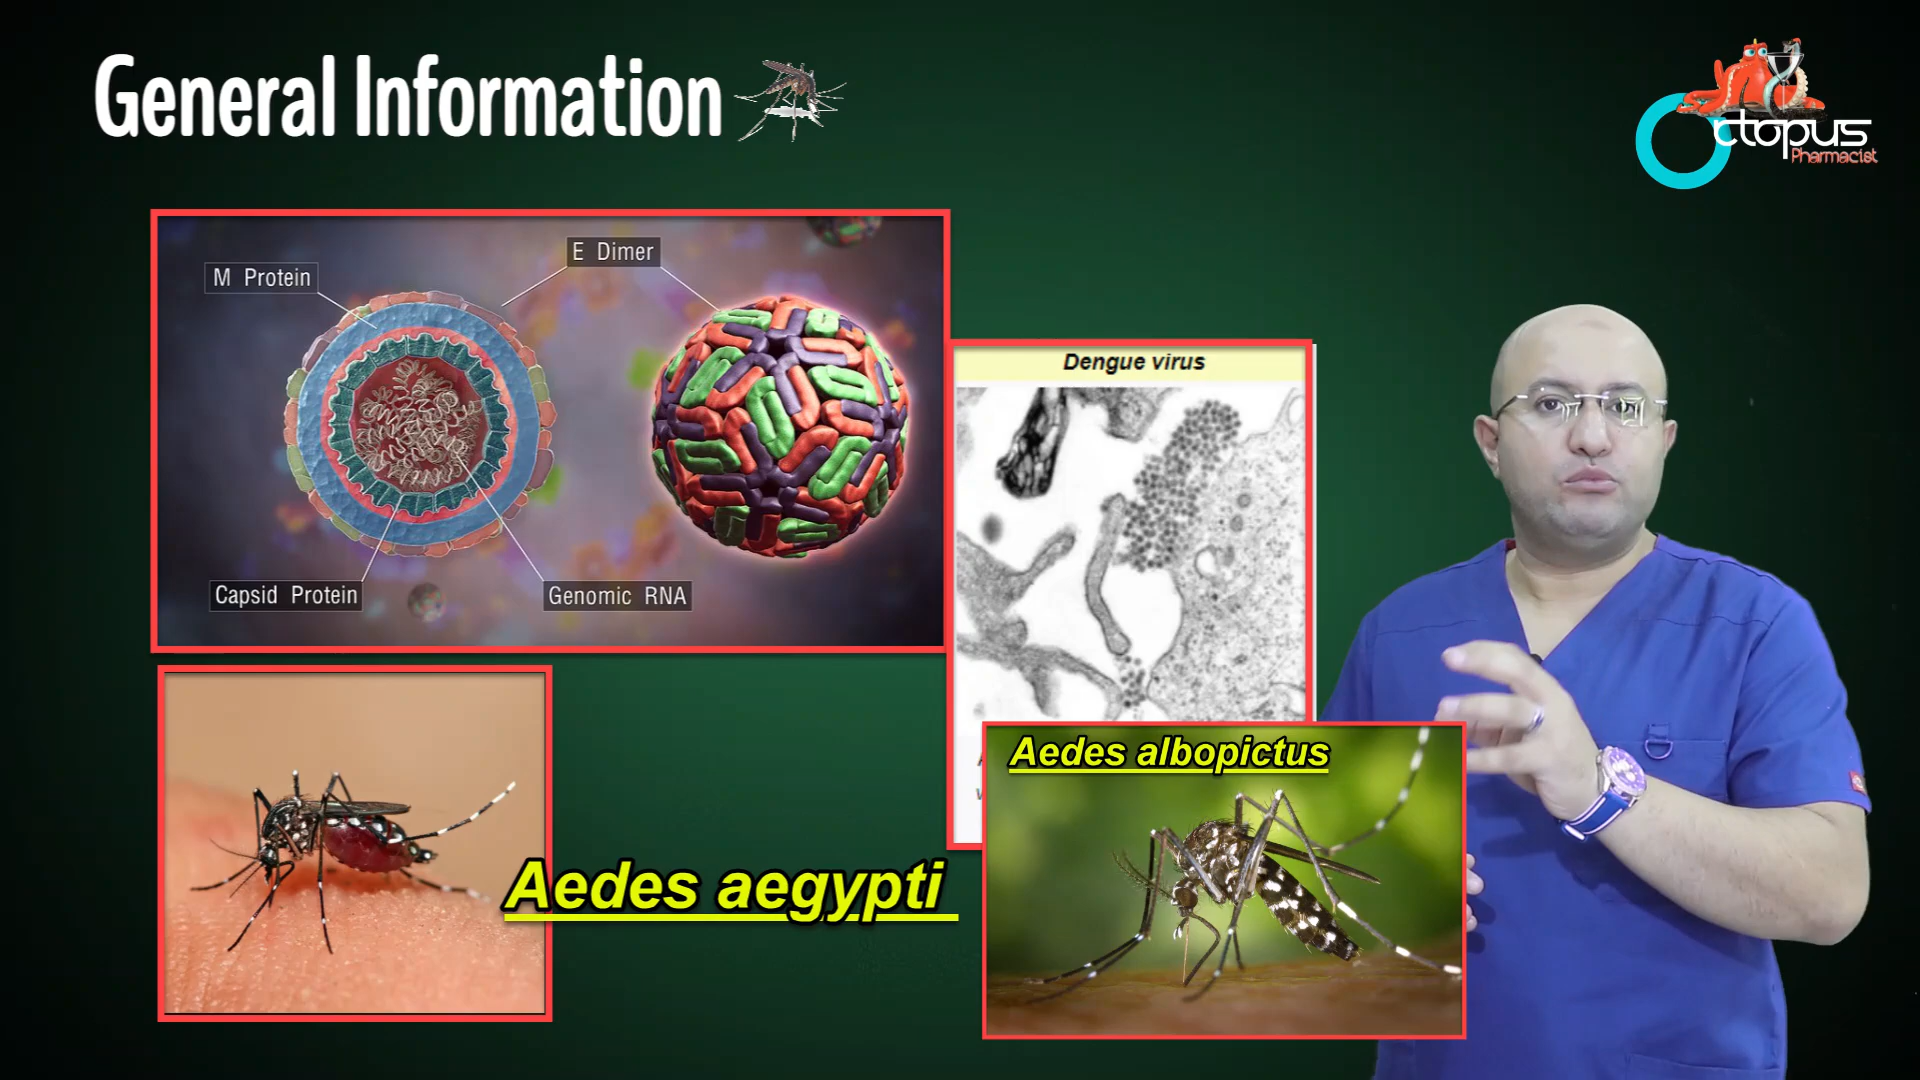 General Information
ctopus
Pharmacist
M Protein
E Dimer
Capsid Protein
Genomic RNA
Dengue virus
Aedes albopictus
Aedes aegypti